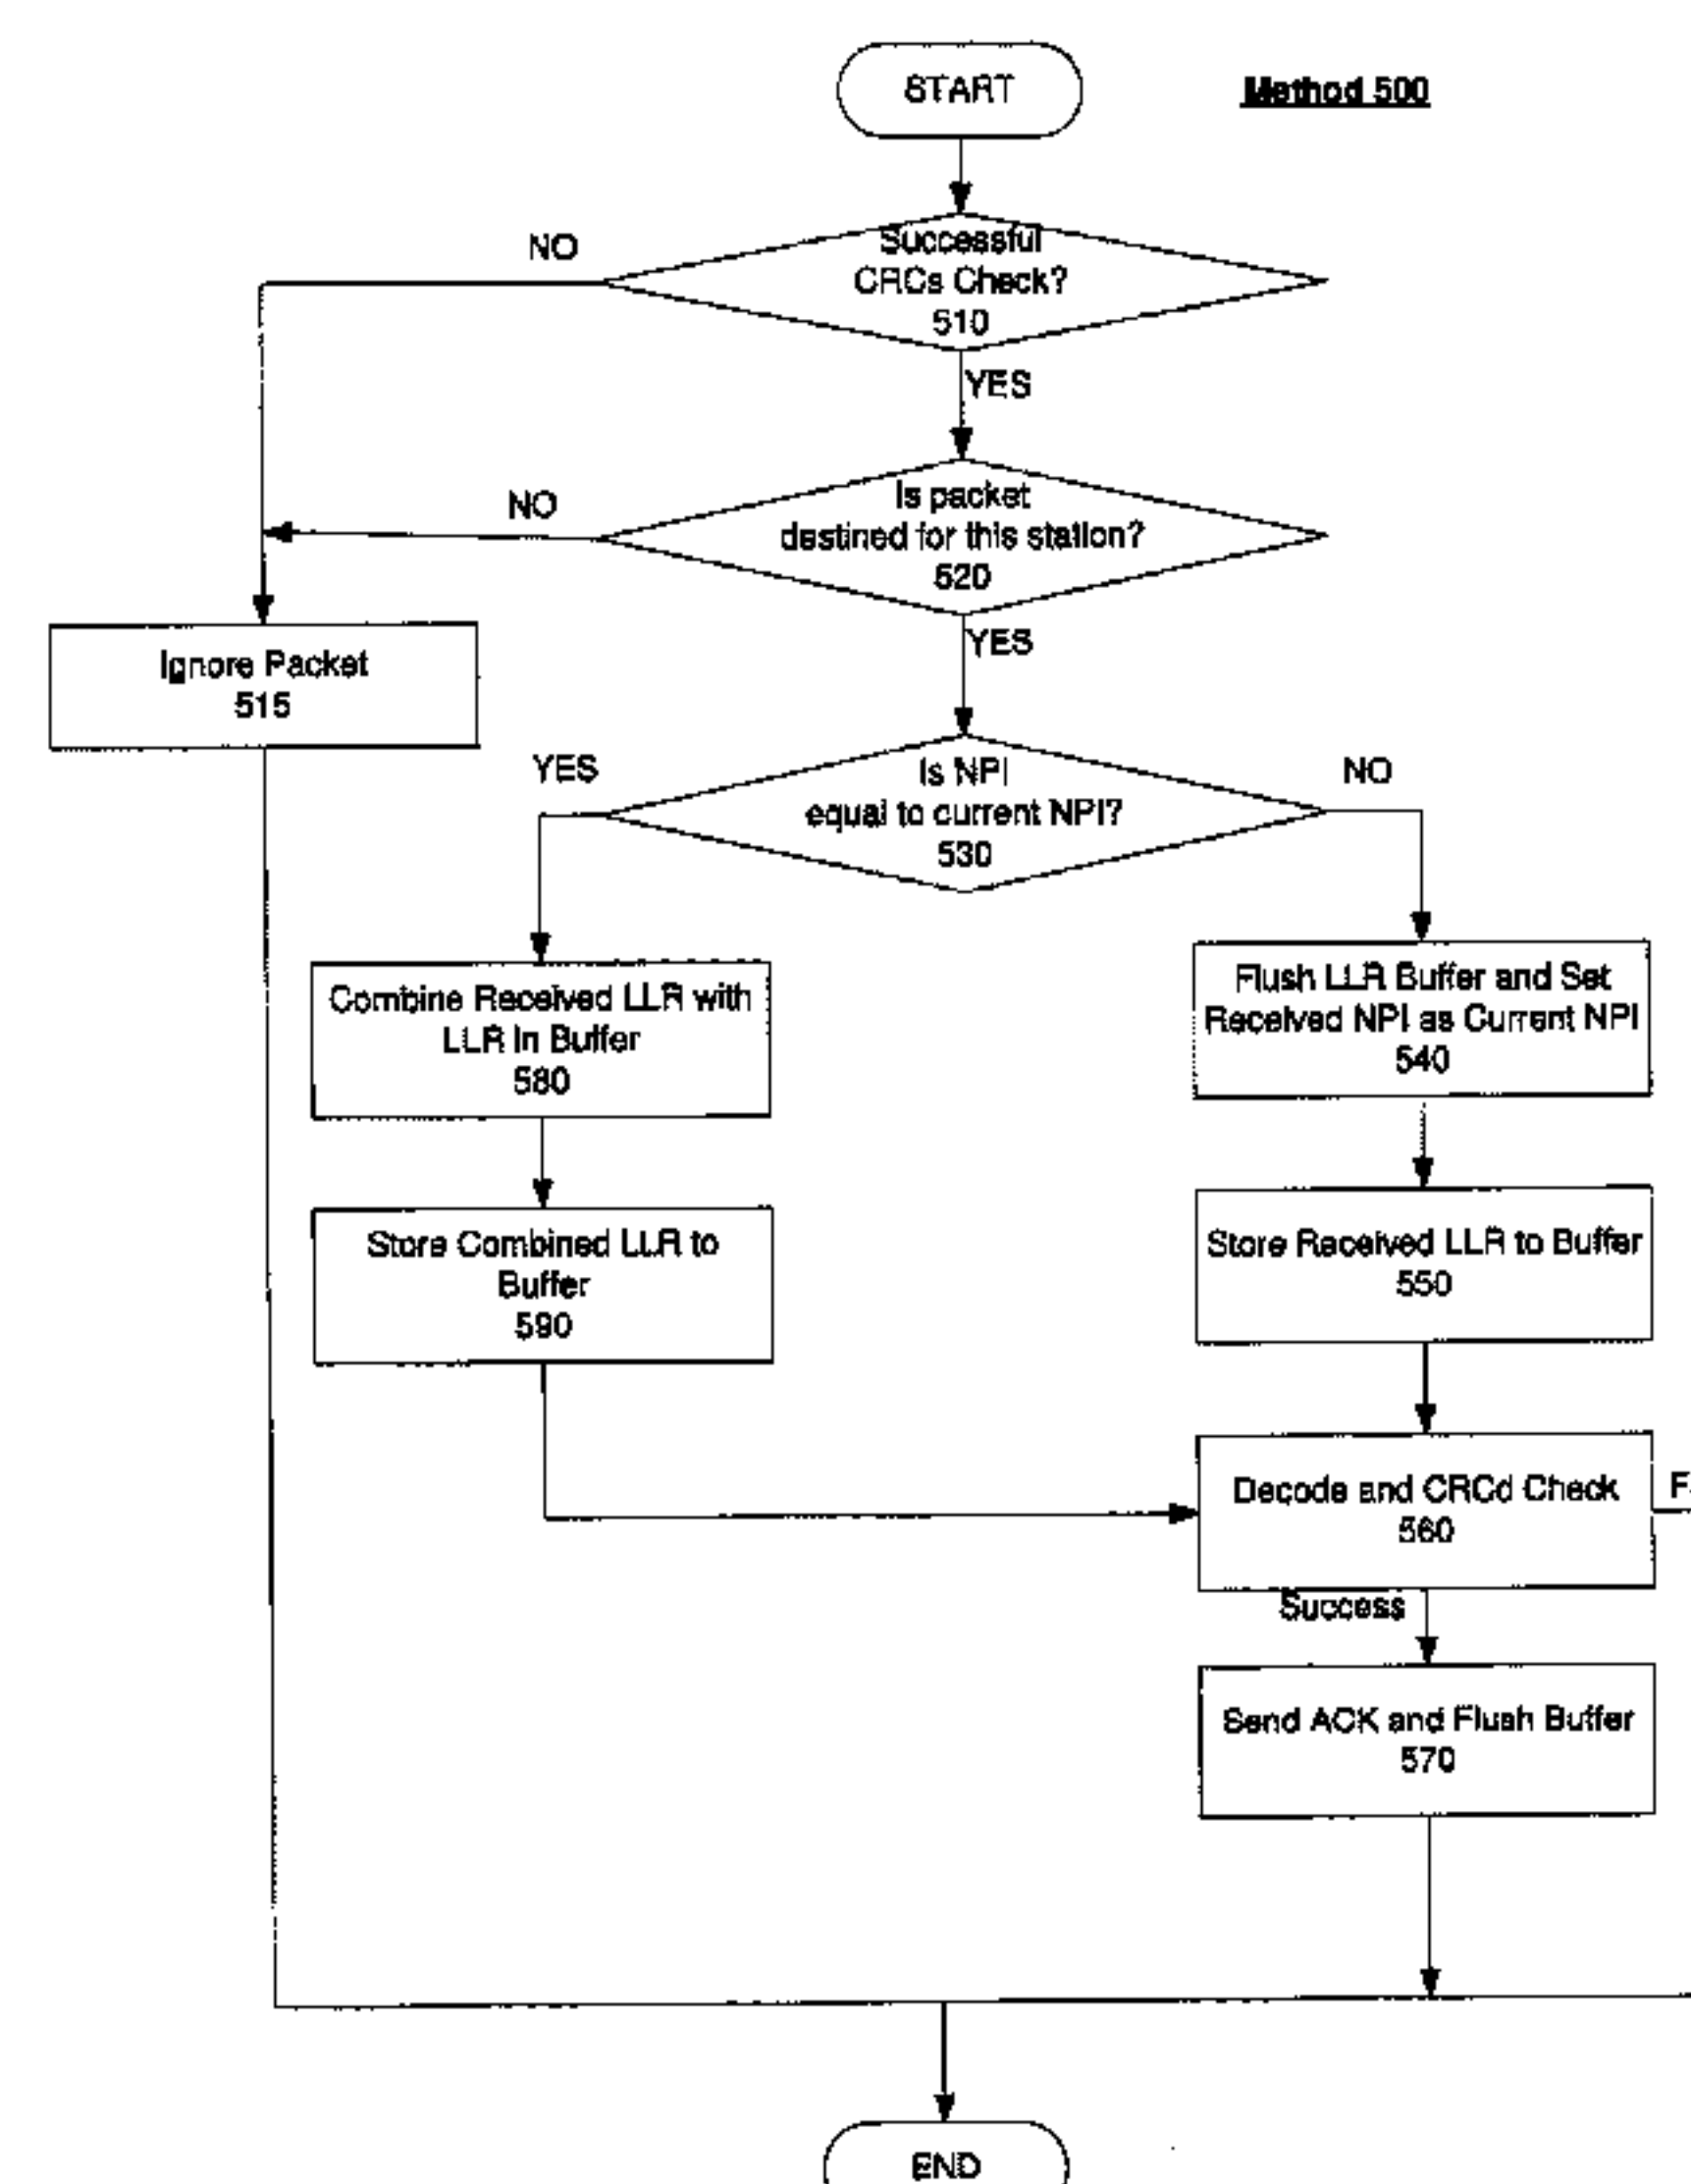 START
Method 500
NO
Successful
CRCs Check?
510
YES
NO
Is packet
destined for this station?
520
YES
Ignore Packet
515
YES
Is NPI
equal to current NPI?
530
NO
Combine Received LLR with
LLR in Buffer
580
Flush LLR Buffer and Set
Received NPI as Current NPI
540
Store Combined LLR to
Buffer
590
Store Received LLR to Buffer
550
Decode and CRCd Check
560
Success
Send ACK and Flush Buffer
570
END